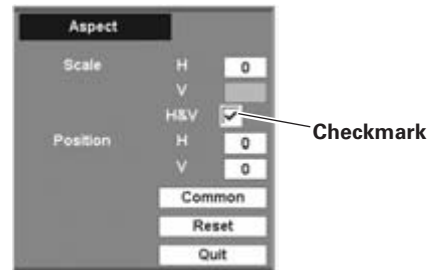 Aspect
Scale H 0
V
H&V
Checkmark
Position H 0
V 0
Common
Reset
Quit